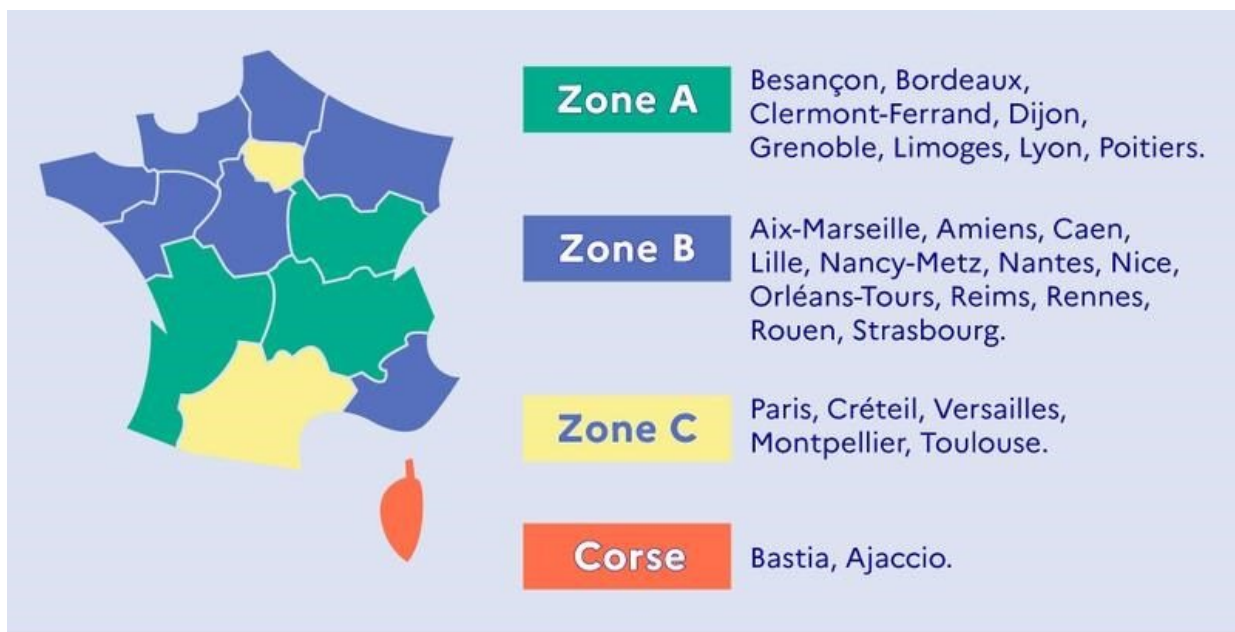 Zone A
Besançon, Bordeaux,
Clermont-Ferrand, Dijon,
Grenoble, Limoges, Lyon, Poitiers.
Zone B
Aix-Marseille, Amiens, Caen,
Lille, Nancy-Metz, Nantes, Nice,
Orléans-Tours, Reims, Rennes,
Rouen, Strasbourg.
Zone C
Paris, Créteil, Versailles,
Montpellier, Toulouse.
Corse
Bastia, Ajaccio.